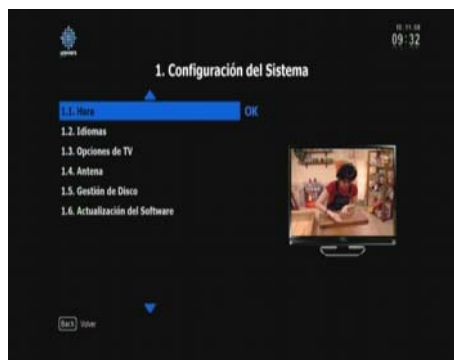 09:32
1. Configuración del Sistema
1.1. Hora
OK
1.2. Idiomas
1.3. Opciones de TV
1.4. Antena
1.5. Gestión de Disco
1.6. Actualización del Software
Back Volver